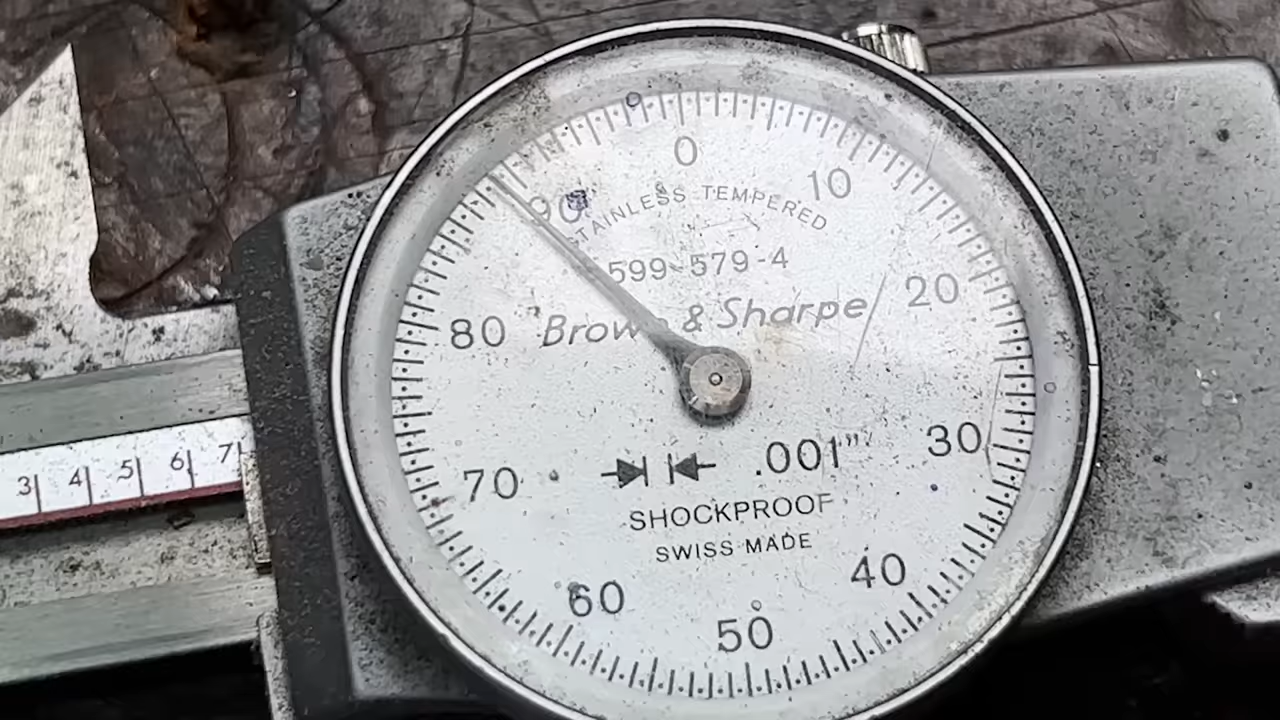 0
90
10
STAINLESS TEMPERED
599-579-4
20
80
Brown & Sharpe
.001"
30
70
3 4 5 6 7
SHOCKPROOF
SWISS MADE
40
60
50